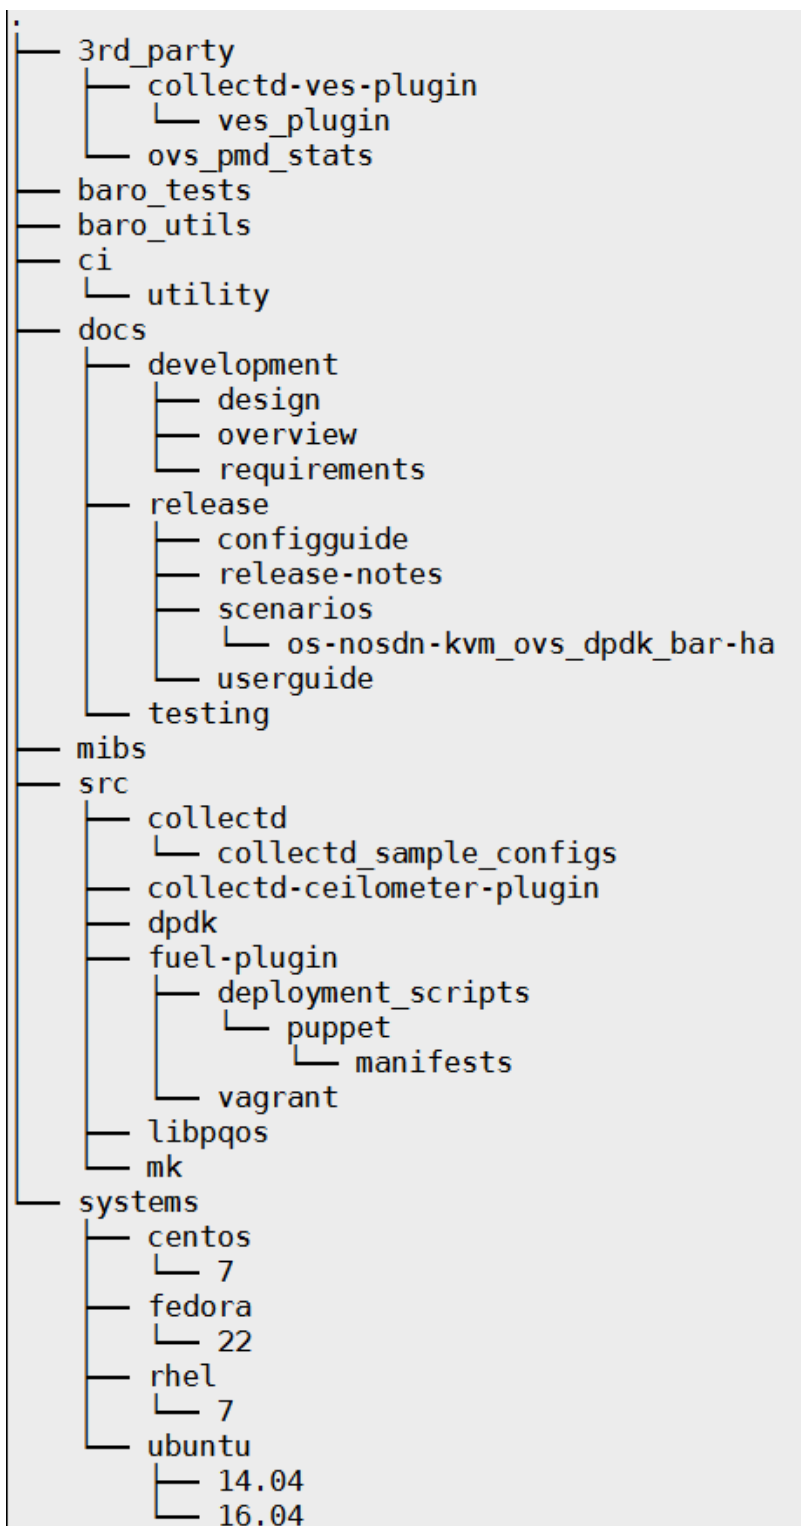 .
├── 3rd_party
│   ├── collectd-ves-plugin
│   │   └── ves_plugin
│   └── ovs_pmd_stats
├── baro_tests
├── baro_utils
├── ci
│   └── utility
├── docs
│   ├── development
│   │   ├── design
│   │   ├── overview
│   │   └── requirements
│   ├── release
│   │   ├── configguide
│   │   ├── release-notes
│   │   ├── scenarios
│   │   │   └── os-nosdn-kvm_ovs_dpdk_bar-ha
│   │   └── userguide
│   └── testing
├── mibs
├── src
│   ├── collectd
│   │   └── collectd_sample_configs
│   ├── collectd-ceilometer-plugin
│   ├── dpdk
│   ├── fuel-plugin
│   │   ├── deployment_scripts
│   │   │   └── puppet
│   │   │       └── manifests
│   │   └── vagrant
│   ├── libpqos
│   └── mk
└── systems
    ├── centos
    │   └── 7
    ├── fedora
    │   └── 22
    ├── rhel
    │   └── 7
    └── ubuntu
        ├── 14.04
        └── 16.04